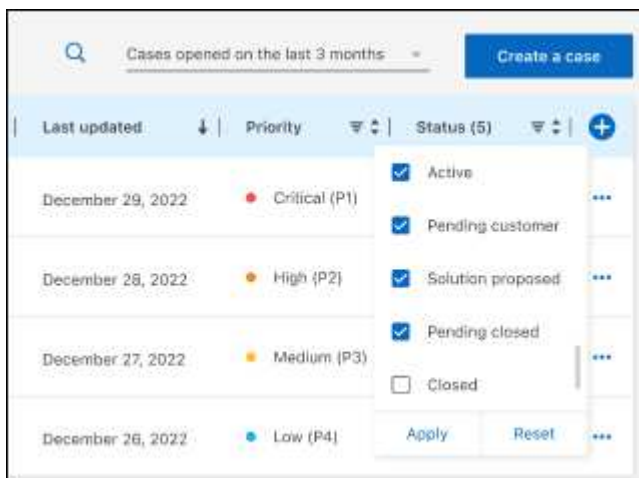 Cases opened on the last 3 months
Create a case
Last updated
Priority
Status (5)
Active
December 29, 2022
Critical (P1)
Pending customer
December 28, 2022
High (P2)
Solution proposed
Pending closed
December 27, 2022
Medium (P3)
Closed
December 26, 2022
Low (P4)
Apply
Reset